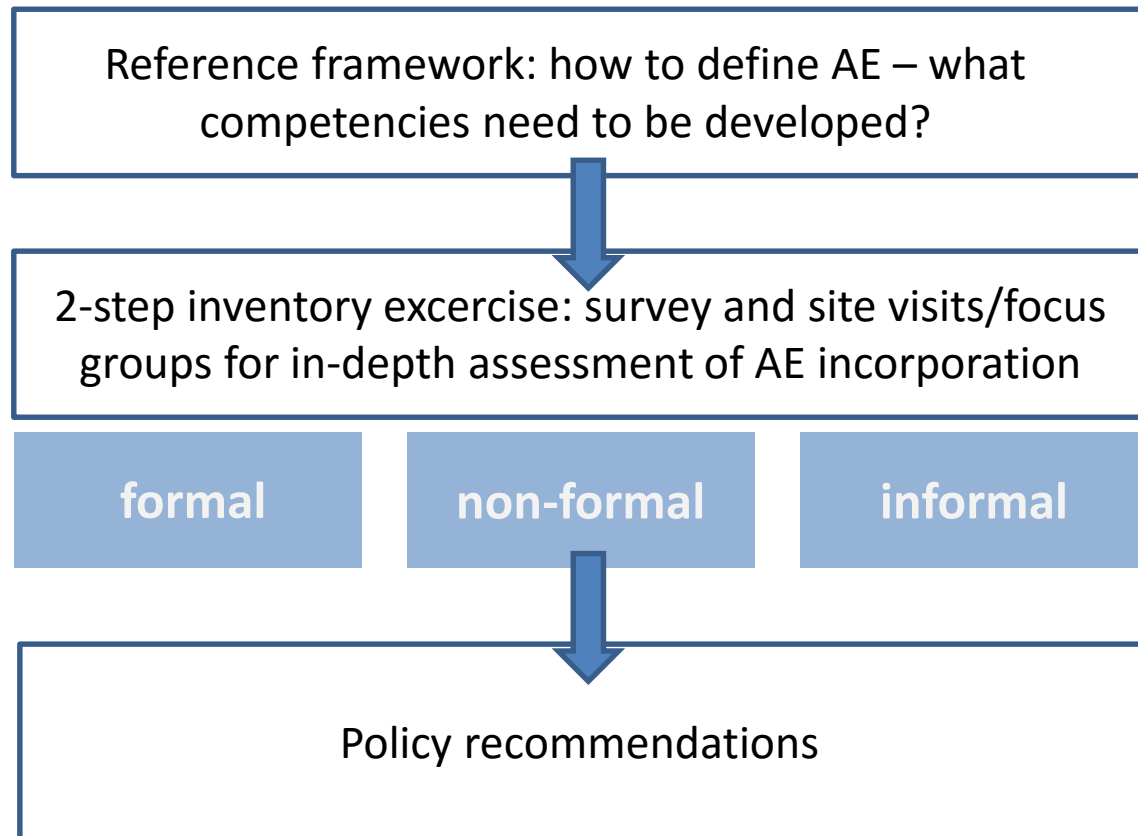 Reference framework: how to define AE – what
competencies need to be developed?
2-step inventory excercise: survey and site visits/focus
groups for in-depth assessment of AE incorporation
formal
non-formal
informal
Policy recommendations